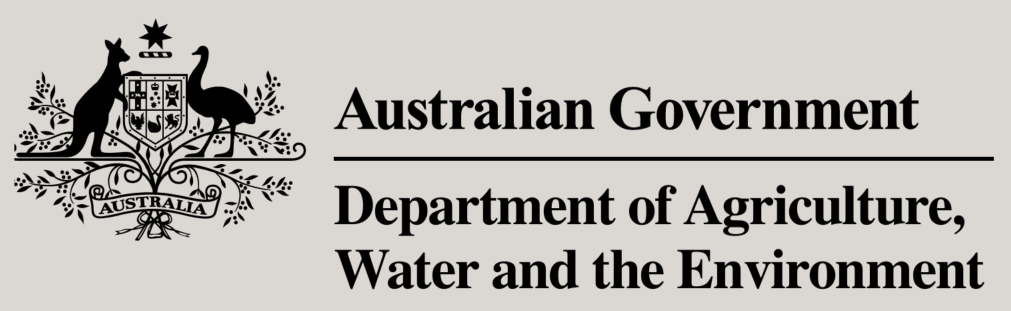 Australian Government
Department of Agriculture,
Water and the Environment
AUSTRALIA